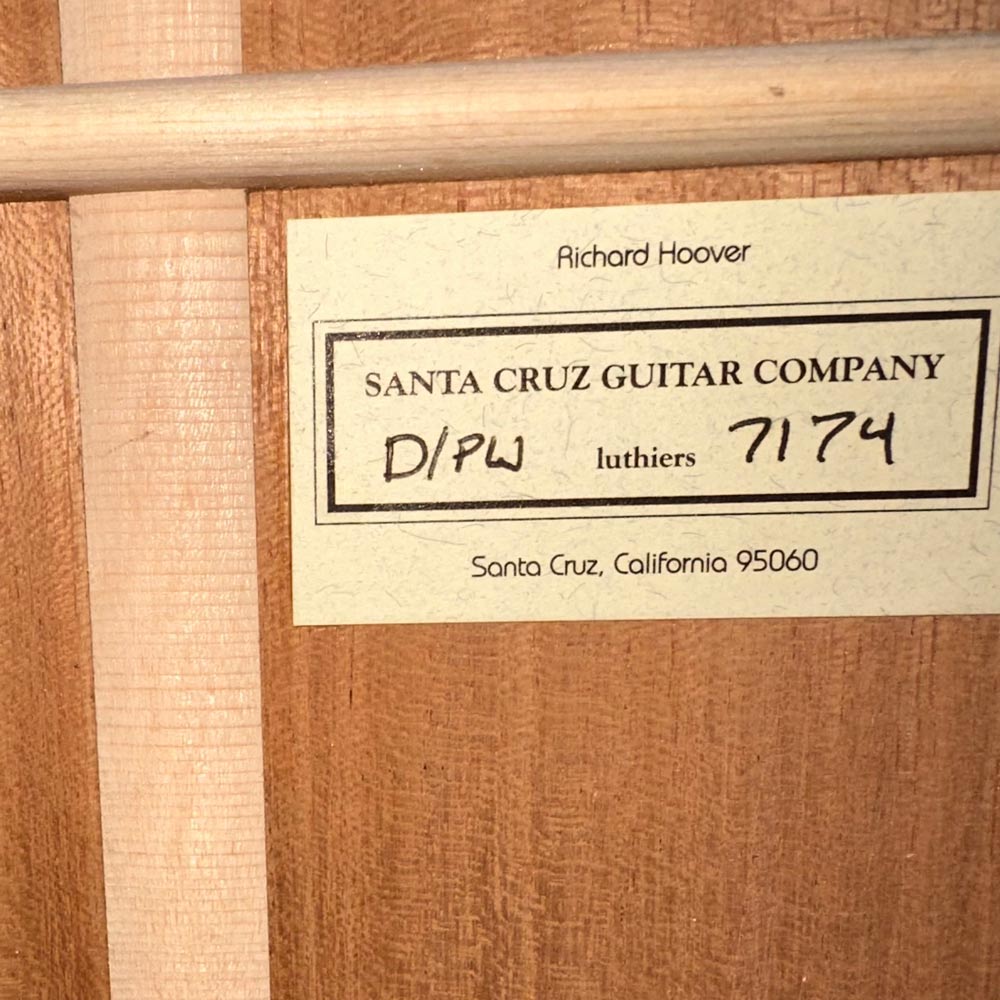 Richard Hoover
SANTA CRUZ GUITAR COMPANY
D/PW luthiers 7174
Santa Cruz, California 95060